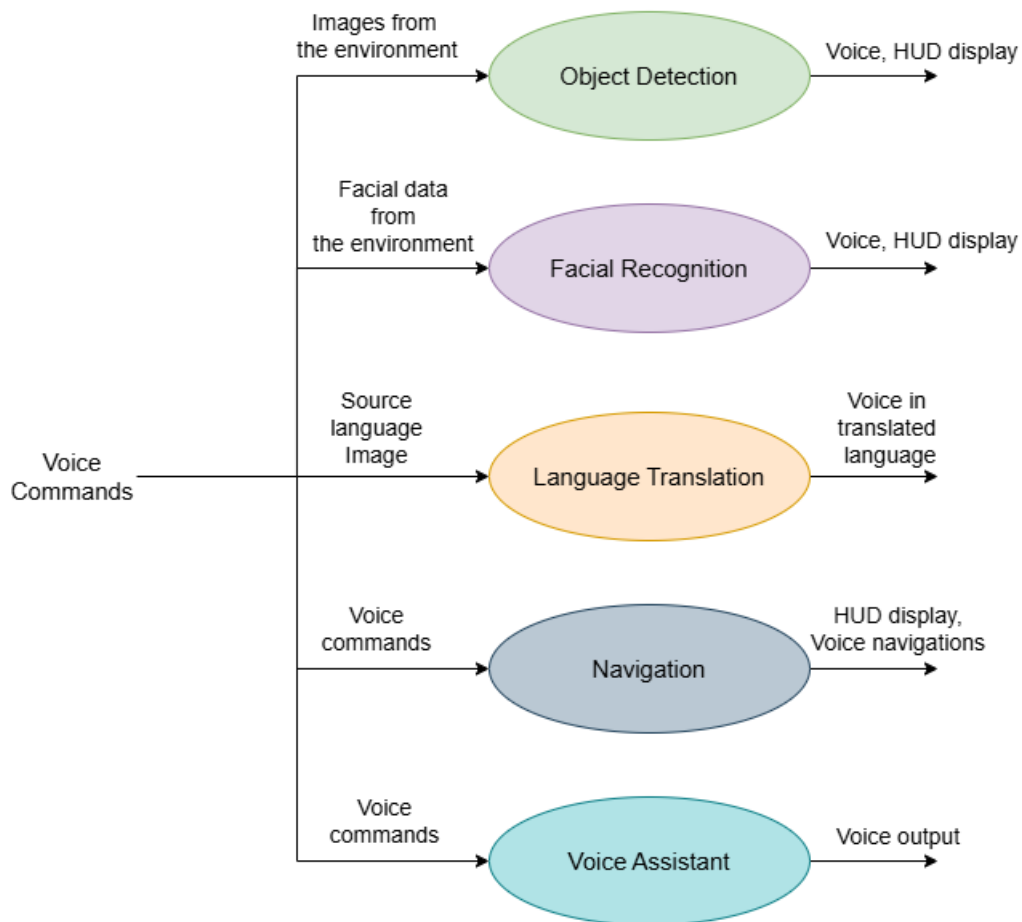 Images from
the environment
Object Detection
Voice, HUD display
Facial data
from
the environment
Facial Recognition
Voice, HUD display
Voice
Commands
Source
language
Image
Language Translation
Voice in
translated
language
Voice
commands
Navigation
HUD display,
Voice navigations
Voice
commands
Voice Assistant
Voice output